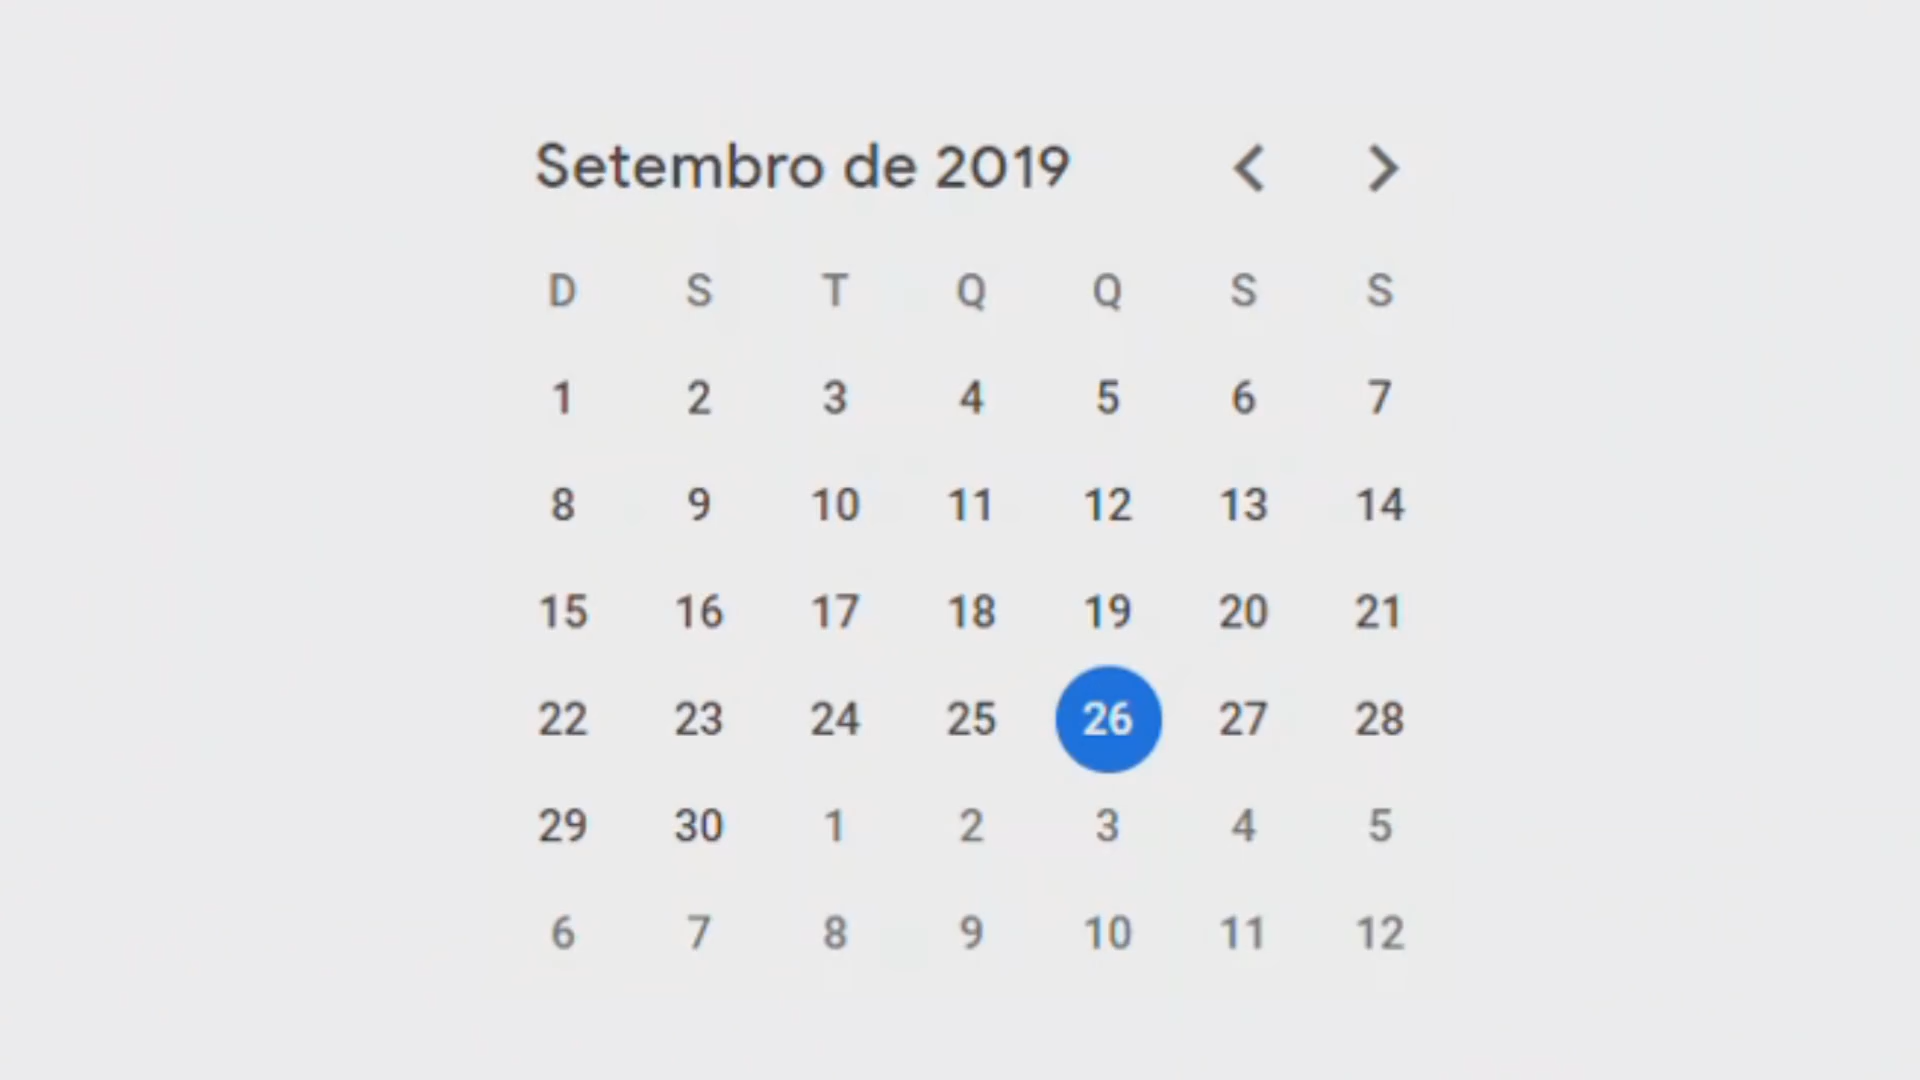 Setembro de 2019
D S T Q Q S S
1 2 3 4 5 6 7
8 9 10 11 12 13 14
15 16 17 18 19 20 21
22 23 24 25 26 27 28
29 30 1 2 3 4 5
6 7 8 9 10 11 12